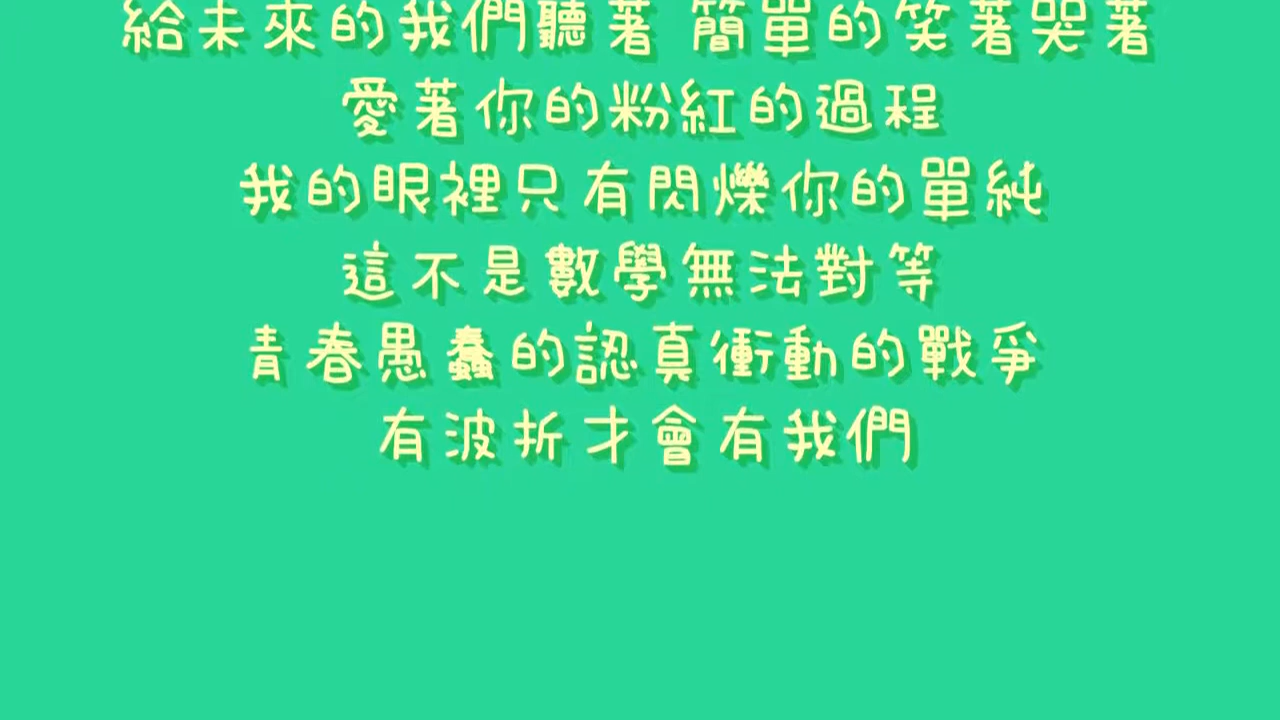 給未來的我們聽著 簡單的笑著哭著
愛著你的粉紅的過程
我的眼裡只有閃爍你的單純
這不是數學無法對等
青春愚蠢的認真衝動的戰爭
有波折才會有我們